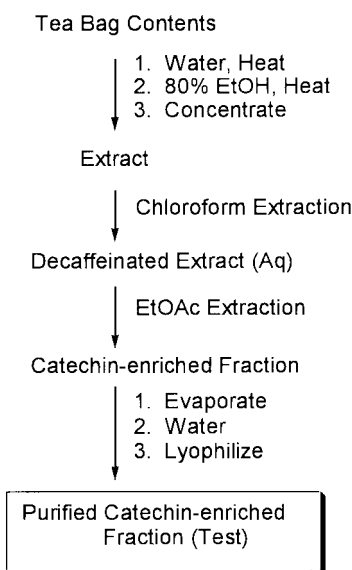 Tea Bag Contents
1. Water, Heat
2. 80% EtOH, Heat
3. Concentrate
Extract
Chloroform Extraction
Decaffeinated Extract (Aq)
EtOAc Extraction
Catechin-enriched Fraction
1. Evaporate
2. Water
3. Lyophilize
Purified Catechin-enriched
Fraction (Test)